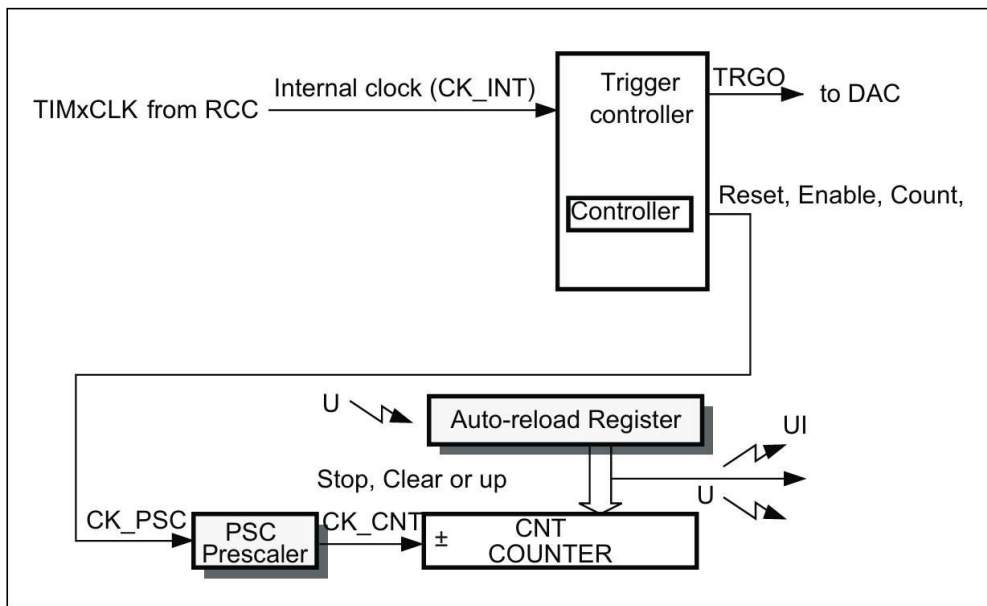 TIMxCLK from RCC
Internal clock (CK_INT)
Trigger
controller
TRGO
to DAC
Controller
Reset, Enable, Count,
U
Auto-reload Register
UI
U
Stop, Clear or up
CK_PSC
PSC
Prescaler
CK_CNT
±
CNT
COUNTER